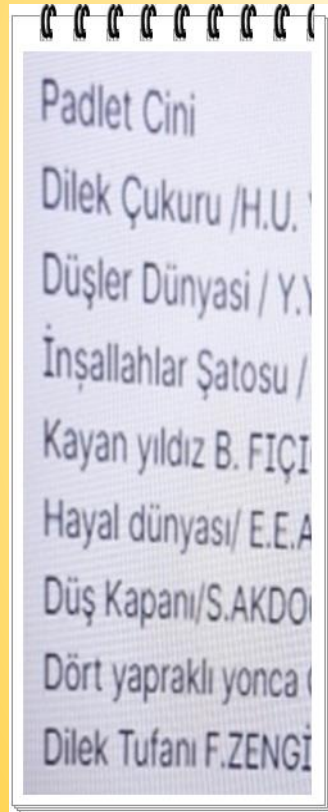 Padlet Cini
Dilek Çukuru /H.U.
Düşler Dünyasi / Y.Y
İnşallahlar Şatosu /
Kayan yıldız B. FIÇI
Hayal dünyası/ E.E.A
Düş Kapanı/S.AKDO
Dört yapraklı yonca
Dilek Tufanı F.ZENGİ